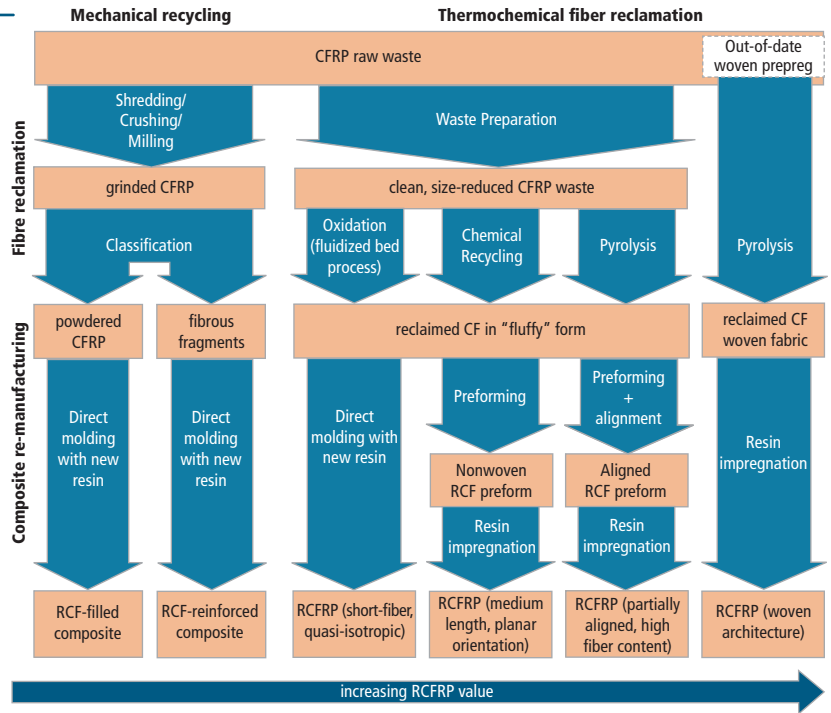 Mechanical recycling
Thermochemical fiber reclamation
CFRP raw waste
Out-of-date
woven prepreg
Fibre reclamation
Shredding/
Crushing/
Milling
Waste Preparation
grinded CFRP
clean, size-reduced CFRP waste
Classification
Oxidation
(fluidized bed
process)
Chemical
Recycling
Pyrolysis
Pyrolysis
Composite re-manufacturing
powdered
CFRP
fibrous
fragments
reclaimed CF in "fluffy" form
reclaimed CF
woven fabric
Direct
molding
with new
resin
Direct
molding
with new
resin
Direct
molding with
new resin
Preforming
Preforming
+
alignment
Resin
impregnation
Nonwoven
RCF preform
Aligned
RCF preform
Resin
impregnation
Resin
impregnation
RCF-filled
composite
RCF-reinforced
composite
RCFRP (short-fiber,
quasi-isotropic)
RCFRP (medium
length, planar
orientation)
RCFRP (partially
aligned, high
fiber content)
RCFRP (woven
architecture)
increasing RCFRP value